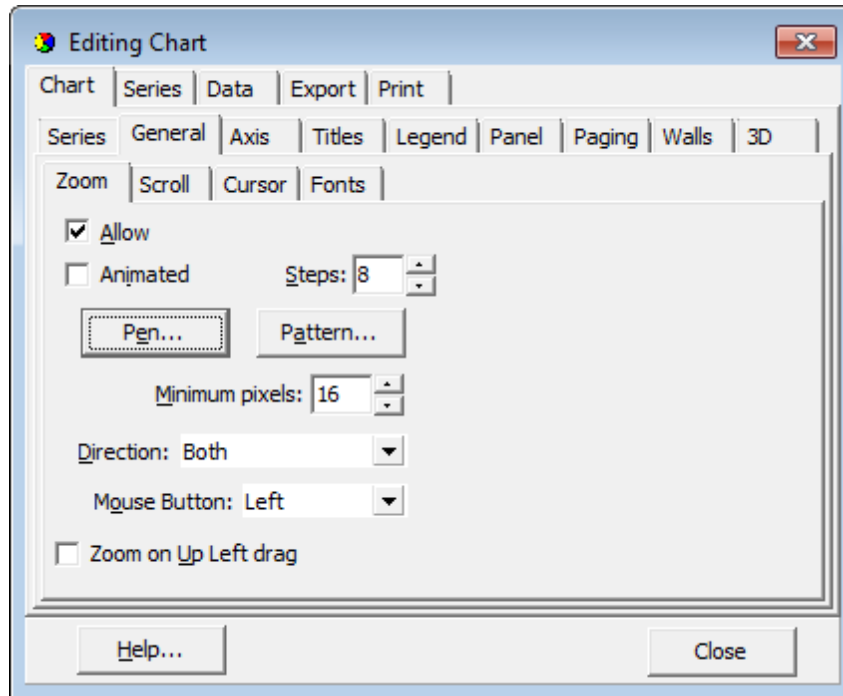 Editing Chart
Chart Series Data Export Print
Series General Axis Titles Legend Panel Paging Walls 3D
Zoom Scroll Cursor Fonts
Allow
Animated Steps: 8
Pen... Pattern...
Minimum pixels: 16
Direction: Both
Mouse Button: Left
Zoom on Up Left drag
Help... Close